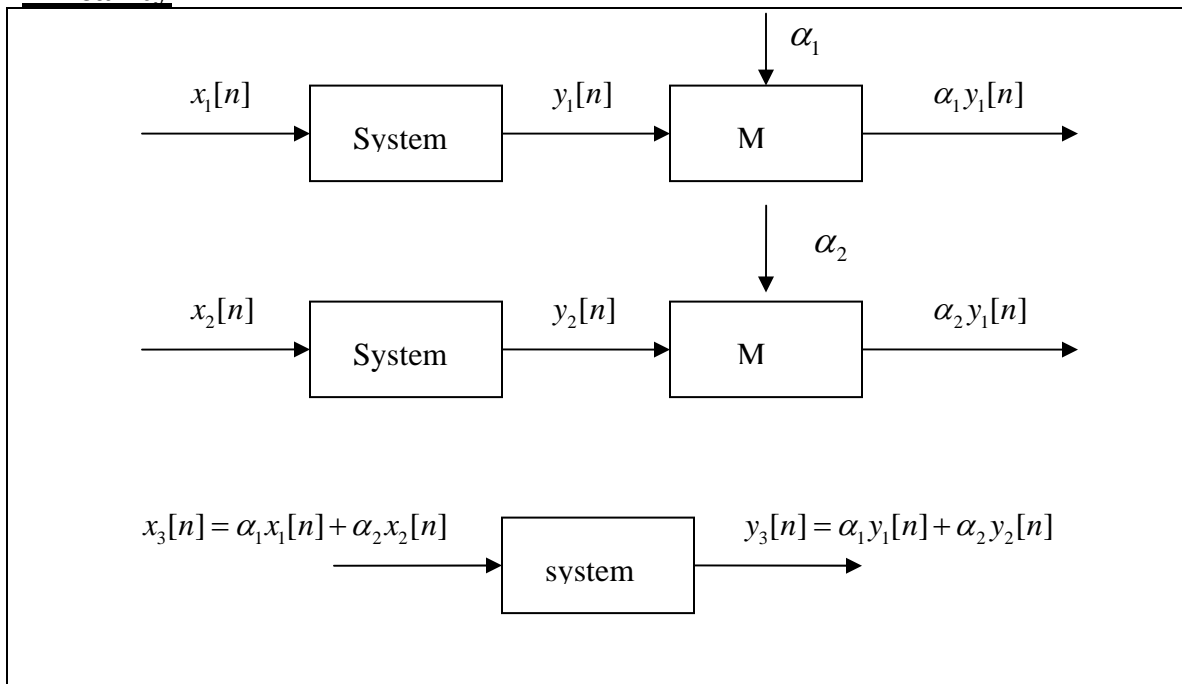 α₁
x₁[n] y₁[n] α₁y₁[n]
System M
α₂
x₂[n] y₂[n] α₂y₁[n]
System M
x₃[n] = α₁x₁[n] + α₂x₂[n] y₃[n] = α₁y₁[n] + α₂y₂[n]
system